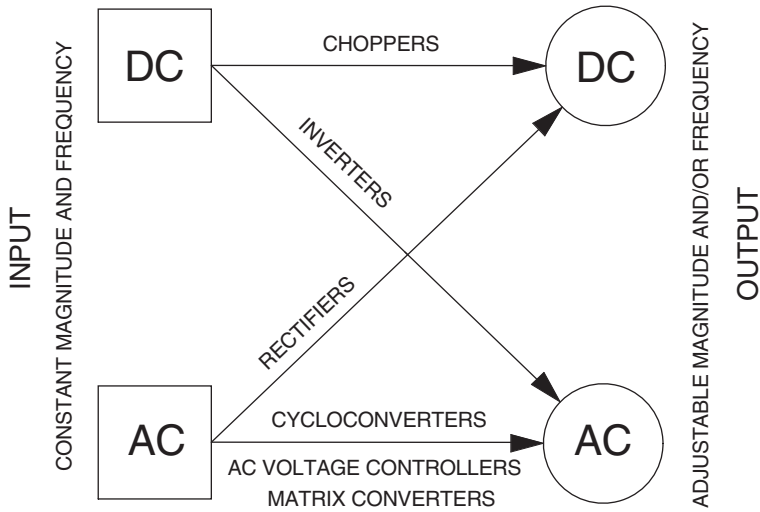 INPUT
CONSTANT MAGNITUDE AND FREQUENCY
DC
CHOPPERS
DC
INVERTERS
RECTIFIERS
AC
CYCLOCONVERTERS
AC VOLTAGE CONTROLLERS
MATRIX CONVERTERS
AC
ADJUSTABLE MAGNITUDE AND/OR FREQUENCY
OUTPUT